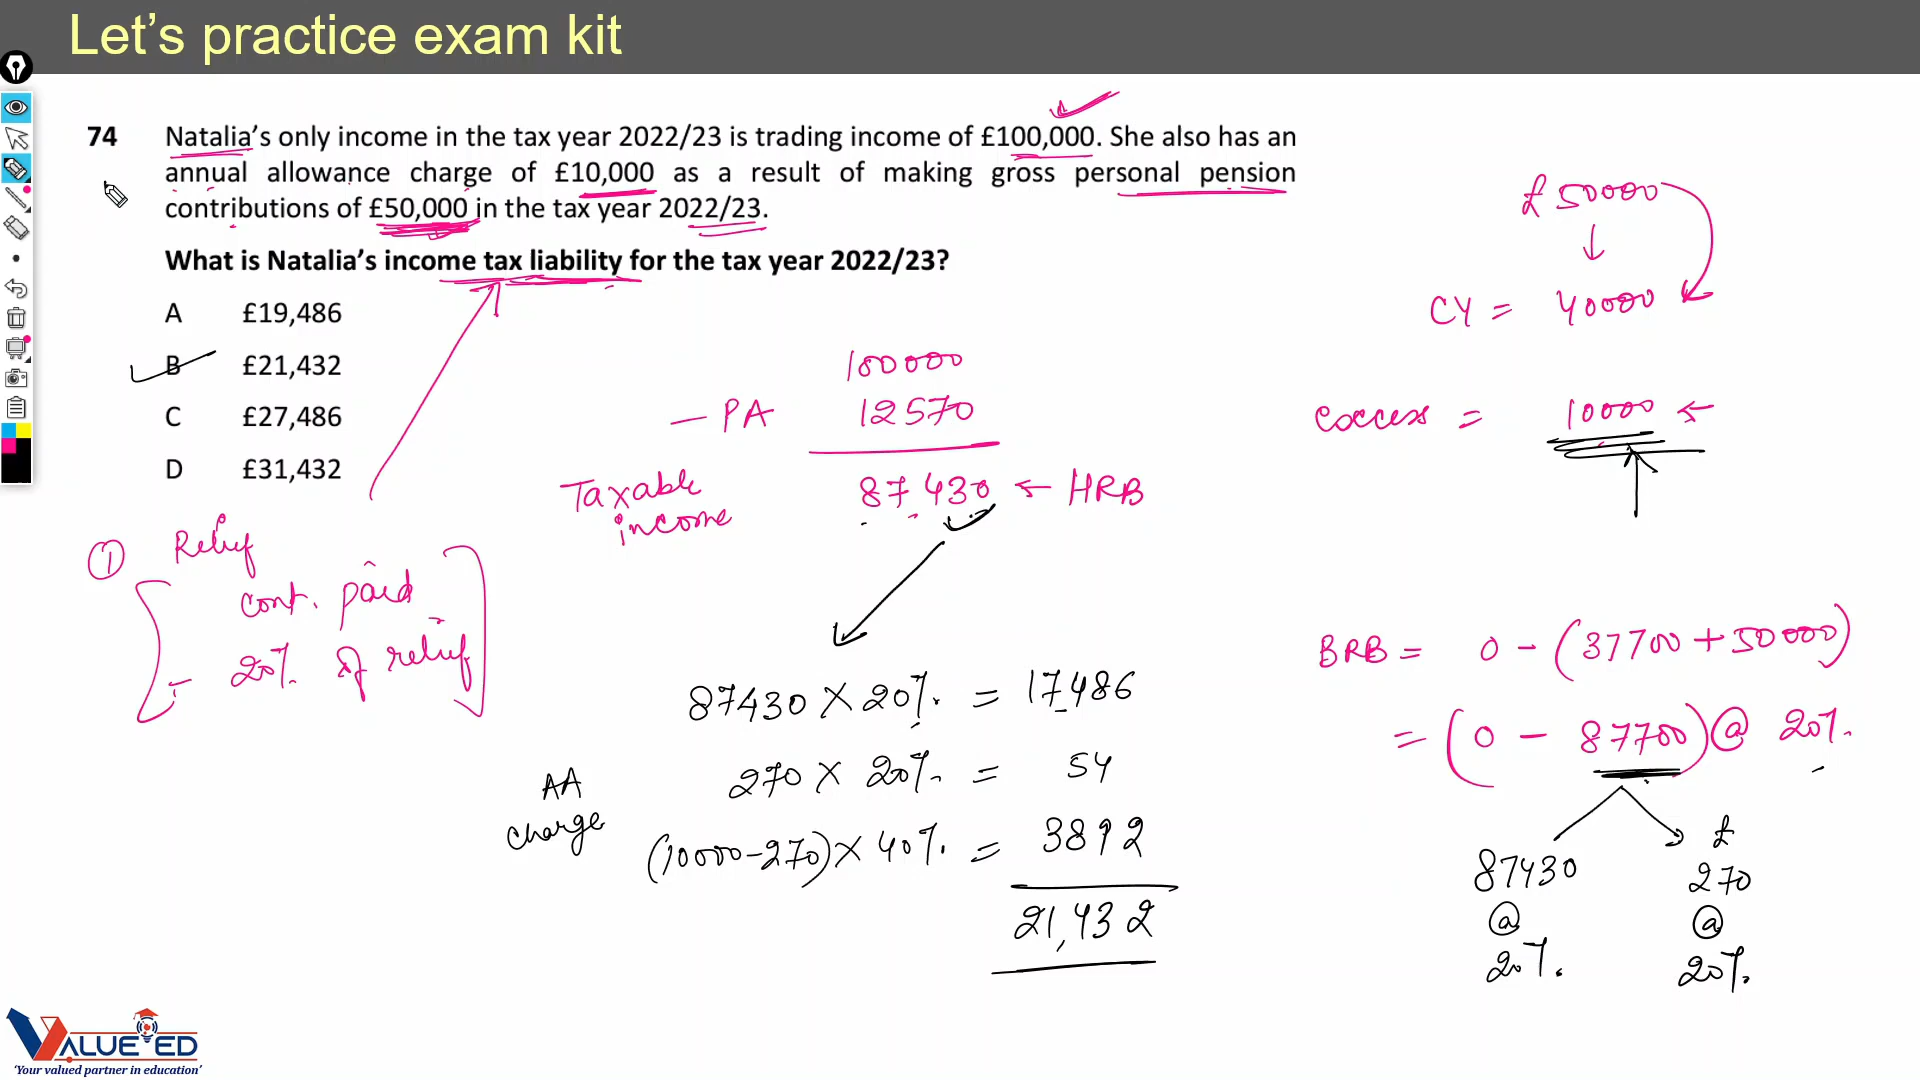 Let's practice exam kit
74 Natalia's only income in the tax year 2022/23 is trading income of £100,000. She also has an
annual allowance charge of £10,000 as a result of making gross personal pension
contributions of £50,000 in the tax year 2022/23.
What is Natalia's income tax liability for the tax year 2022/23?
A £19,486
B £21,432
C £27,486
D £31,432
£50000
CY = 40000
Excess = 10000
100000
- PA 12570
Taxable income 87430 ← HRB
① Relief
cont. paid
- 20% of relief
BRB = 0 - (37700 + 50000)
= (0 - 87700) @ 20%.
87430 @ 20%.
£ 270 @ 20%.
87430 × 20%. = 17486
270 × 20%. = 54
AA charge
(10000-270) × 40%. = 3892
21,432
VALUE ED
'Your valued partner in education'